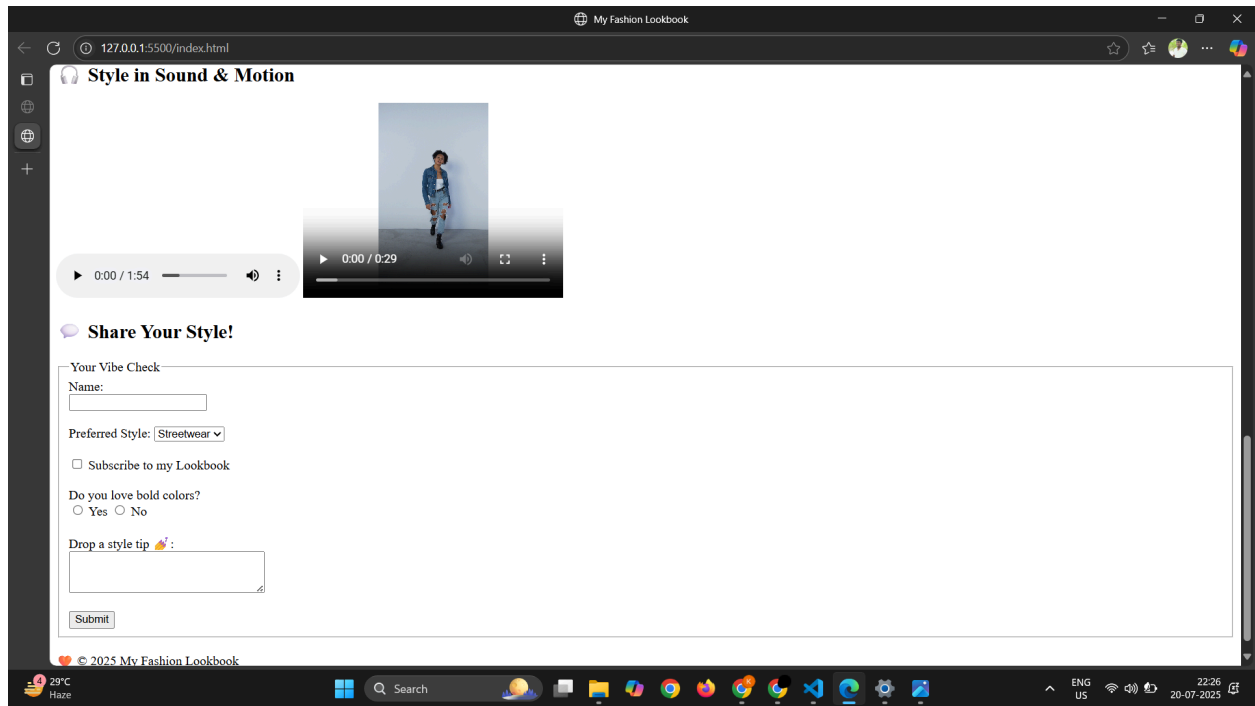 My Fashion Lookbook
127.0.0.1:5500/index.html
🎧 Style in Sound & Motion
0:00 / 1:54
0:00 / 0:29
💬 Share Your Style!
Your Vibe Check
Name:
Preferred Style: Streetwear
Subscribe to my Lookbook
Do you love bold colors?
Yes No
Drop a style tip 💅 :
Submit
❤️ © 2025 My Fashion Lookbook
4
29°C
Haze
Search
ENG
US
22:26
20-07-2025